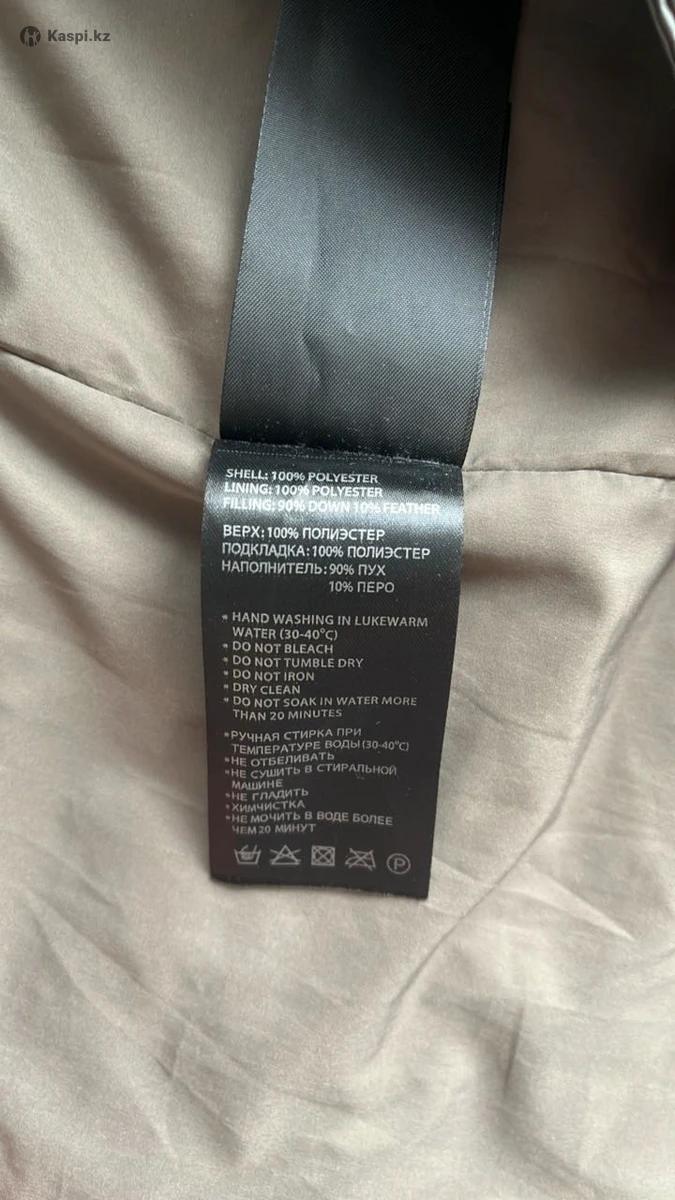 Kaspi.kz
SHELL: 100% POLYESTER
LINING: 100% POLYESTER
FILLING: 90% DOWN 10% FEATHER
ВЕРХ: 100% ПОЛИЭСТЕР
ПОДКЛАДКА: 100% ПОЛИЭСТЕР
НАПОЛНИТЕЛЬ: 90% ПУХ
10% ПЕРО
* HAND WASHING IN LUKEWARM
WATER (30-40°C)
* DO NOT BLEACH
* DO NOT TUMBLE DRY
* DO NOT IRON
* DRY CLEAN
* DO NOT SOAK IN WATER MORE
THAN 20 MINUTES
*РУЧНАЯ СТИРКА ПРИ
ТЕМПЕРАТУРЕ ВОДЫ (30-40°C)
*НЕ ОТБЕЛИВАТЬ
*НЕ СУШИТЬ В СТИРАЛЬНОЙ
МАШИНЕ
*НЕ ГЛАДИТЬ
*ХИМЧИСТКА
*НЕ МОЧИТЬ В ВОДЕ БОЛЕЕ
ЧЕМ 20 МИНУТ
P